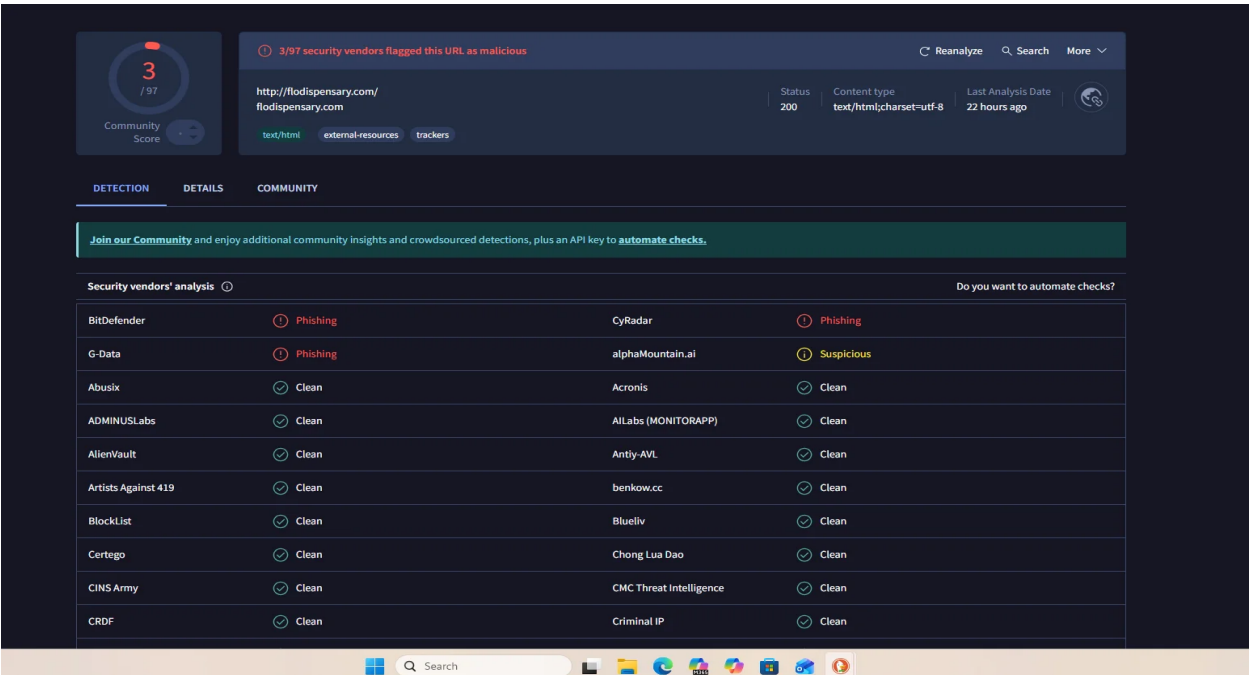 3/97 security vendors flagged this URL as malicious
Reanalyze Search More
3
/ 97
Community Score
http://flodispensary.com/
flodispensary.com
Status
200
Content type
text/html;charset=utf-8
Last Analysis Date
22 hours ago
text/html external-resources trackers
DETECTION DETAILS COMMUNITY
Join our Community and enjoy additional community insights and crowdsourced detections, plus an API key to automate checks.
Security vendors' analysis Do you want to automate checks?
BitDefender Phishing CyRadar Phishing
G-Data Phishing alphaMountain.ai Suspicious
Abusix Clean Acronis Clean
ADMINUSLabs Clean AILabs (MONITORAPP) Clean
AlienVault Clean Antiy-AVL Clean
Artists Against 419 Clean benkow.cc Clean
BlockList Clean Blueliv Clean
Certego Clean Chong Lua Dao Clean
CINS Army Clean CMC Threat Intelligence Clean
CRDF Clean Criminal IP Clean
Search